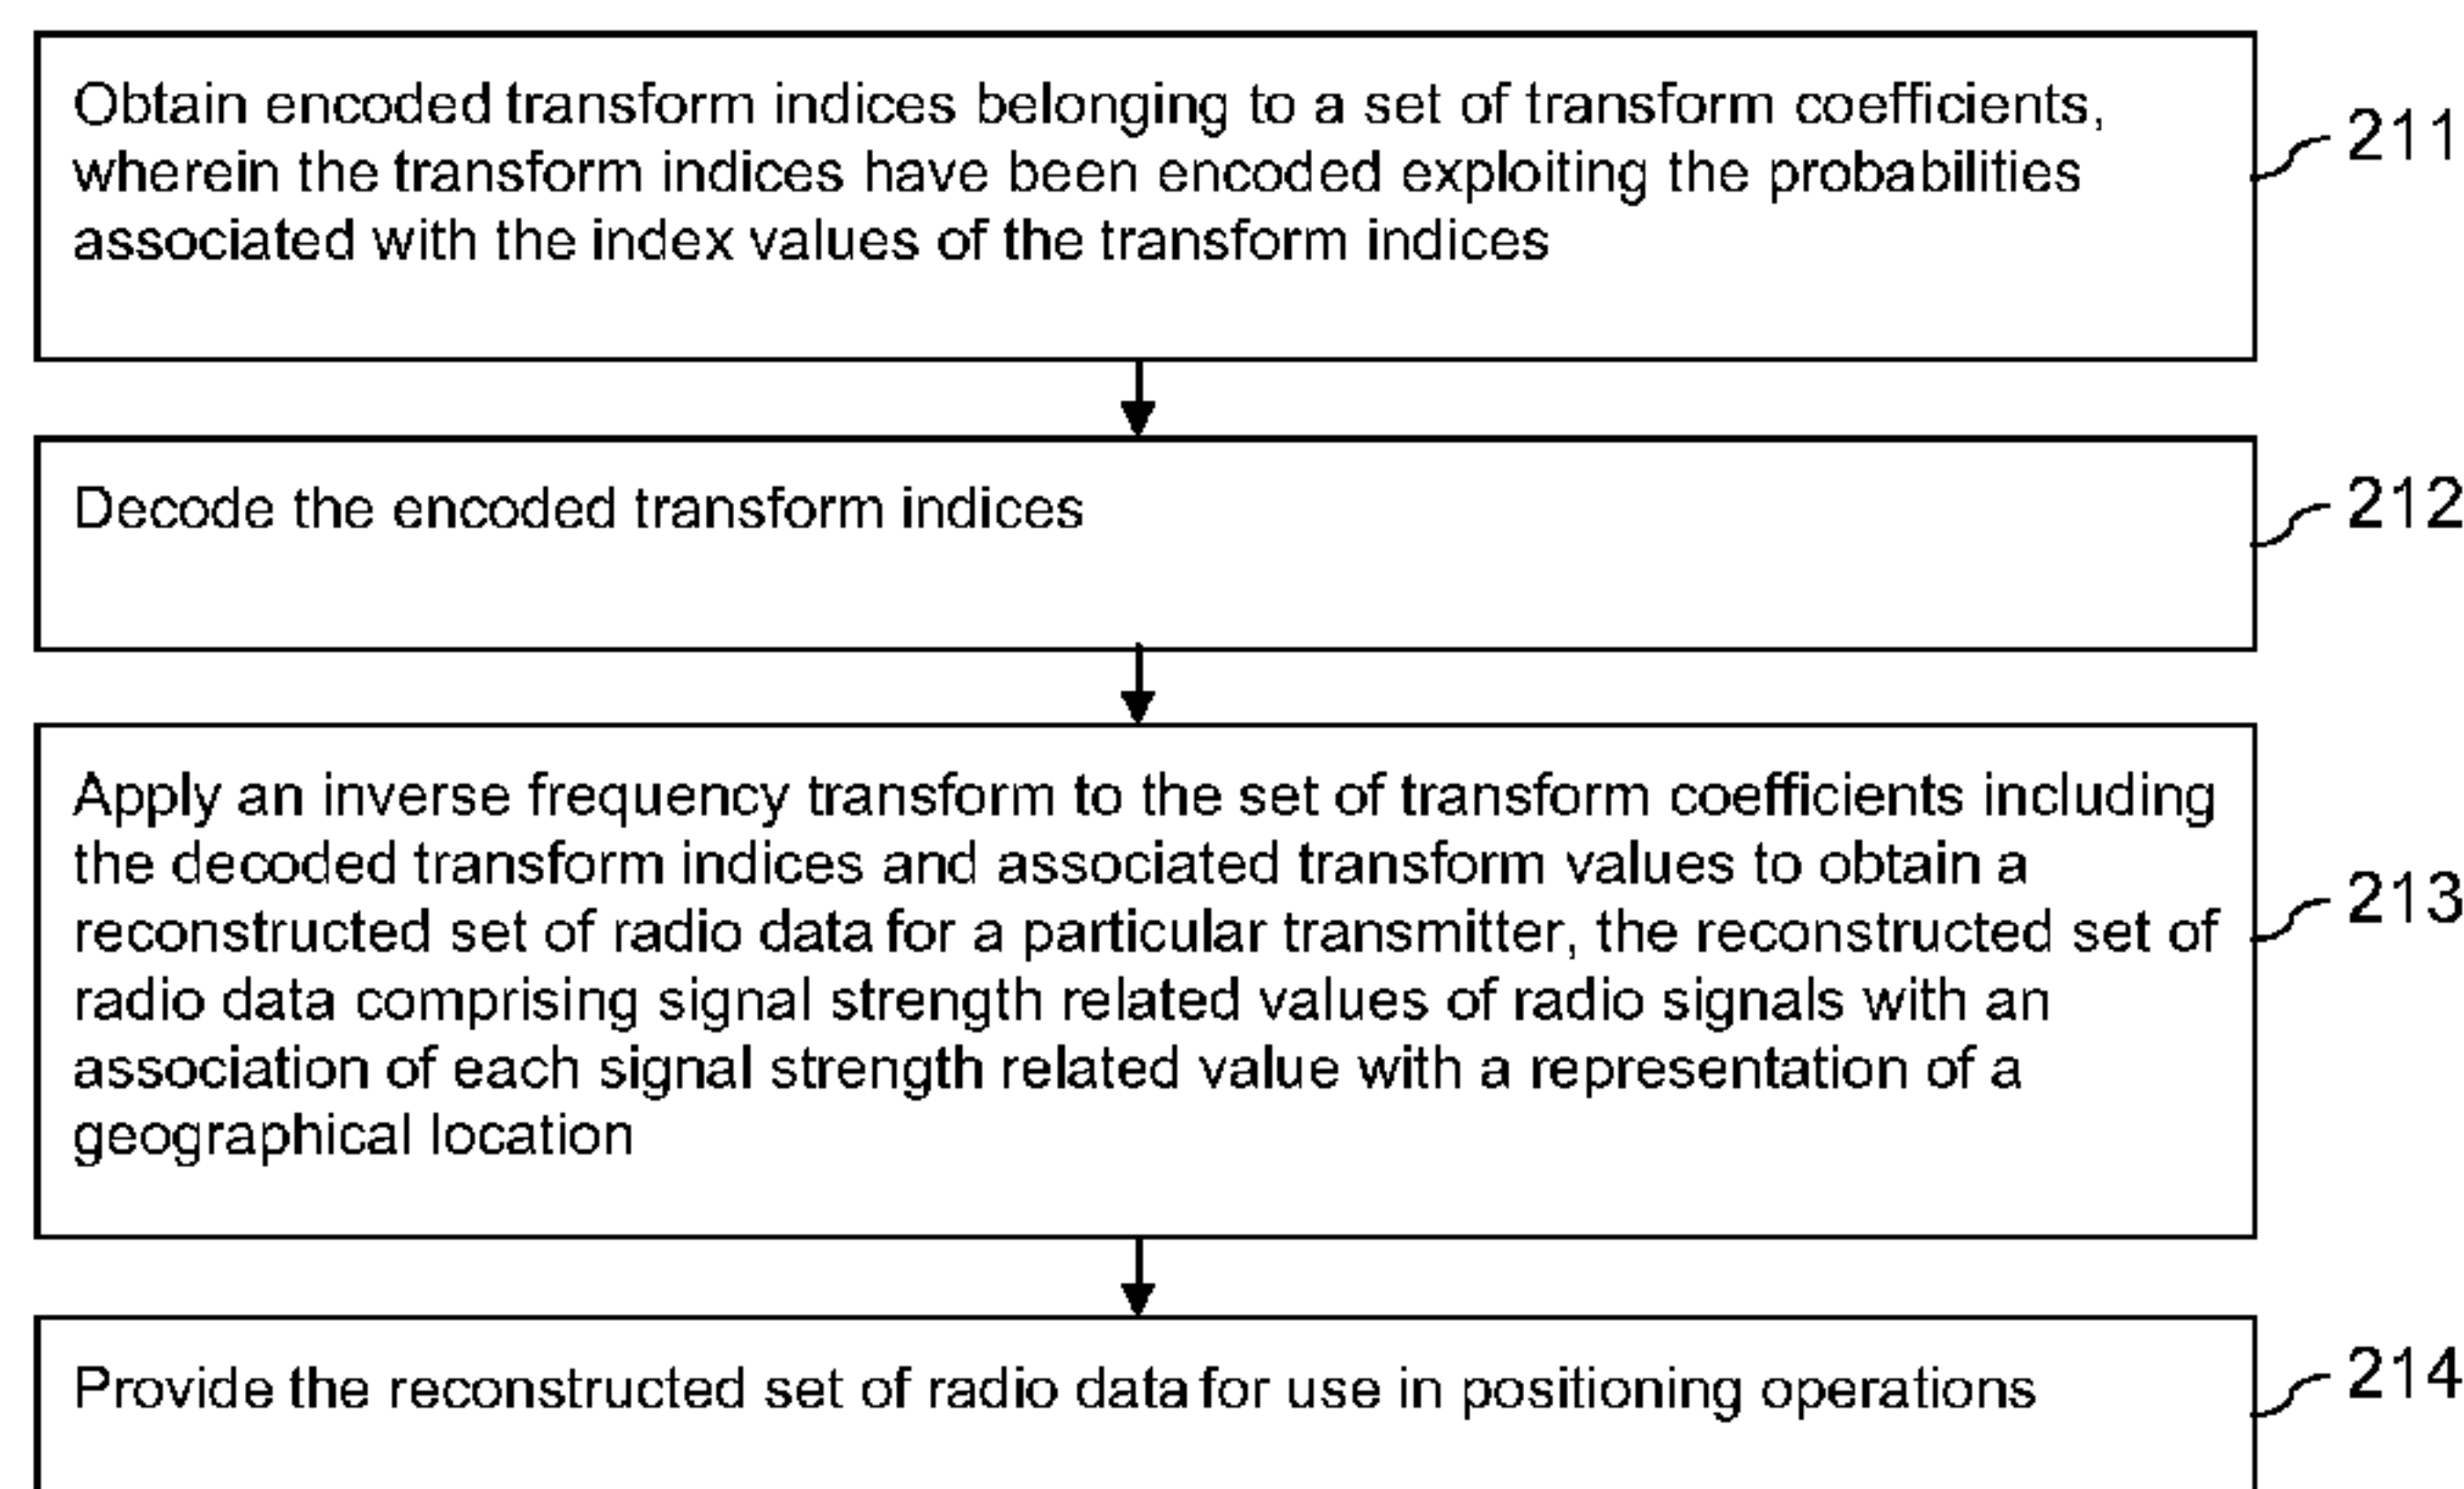 Obtain encoded transform indices belonging to a set of transform coefficients,
wherein the transform indices have been encoded exploiting the probabilities
associated with the index values of the transform indices
211
Decode the encoded transform indices
212
Apply an inverse frequency transform to the set of transform coefficients including
the decoded transform indices and associated transform values to obtain a
reconstructed set of radio data for a particular transmitter, the reconstructed set of
radio data comprising signal strength related values of radio signals with an
association of each signal strength related value with a representation of a
geographical location
213
Provide the reconstructed set of radio data for use in positioning operations
214